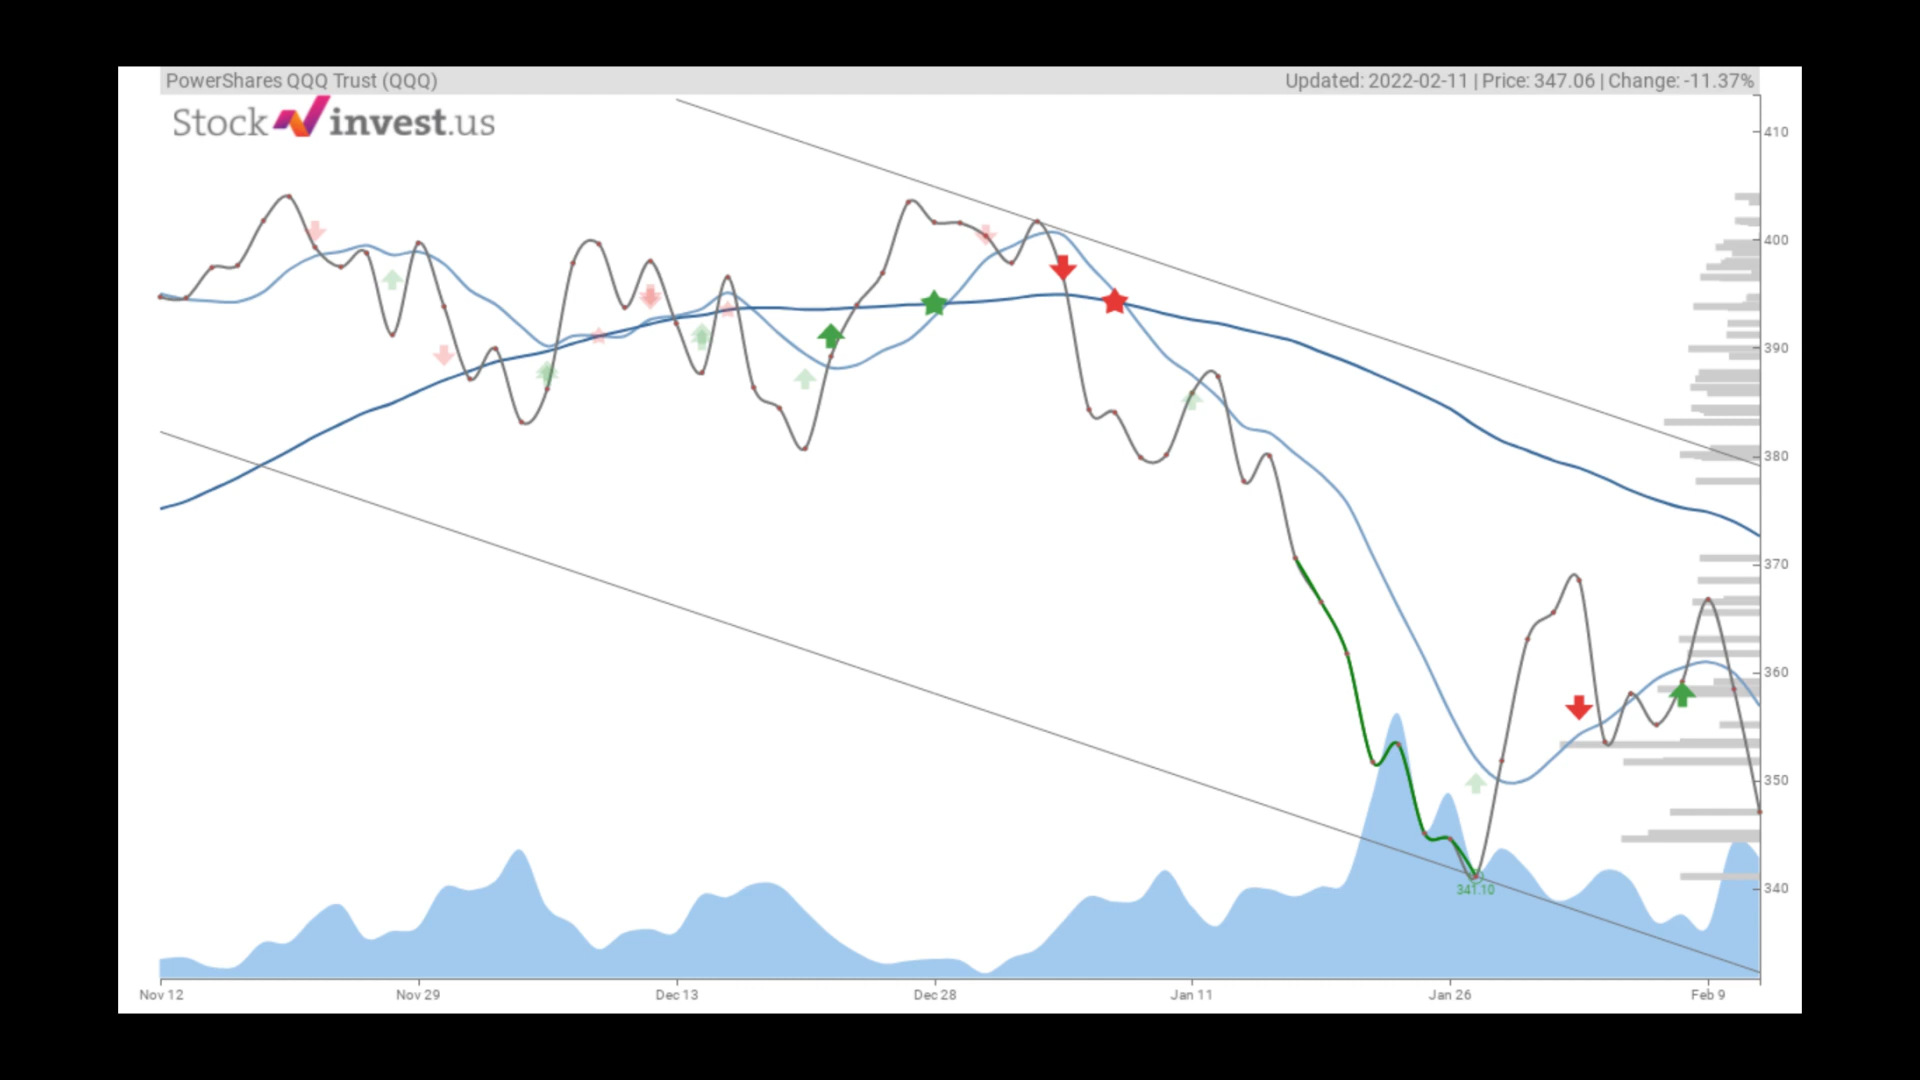 PowerShares QQQ Trust (QQQ)
Updated: 2022-02-11 | Price: 347.06 | Change: -11.37%
Stock invest.us
410
400
390
380
370
360
350
340
341.10
Nov 12
Nov 29
Dec 13
Dec 28
Jan 11
Jan 26
Feb 9